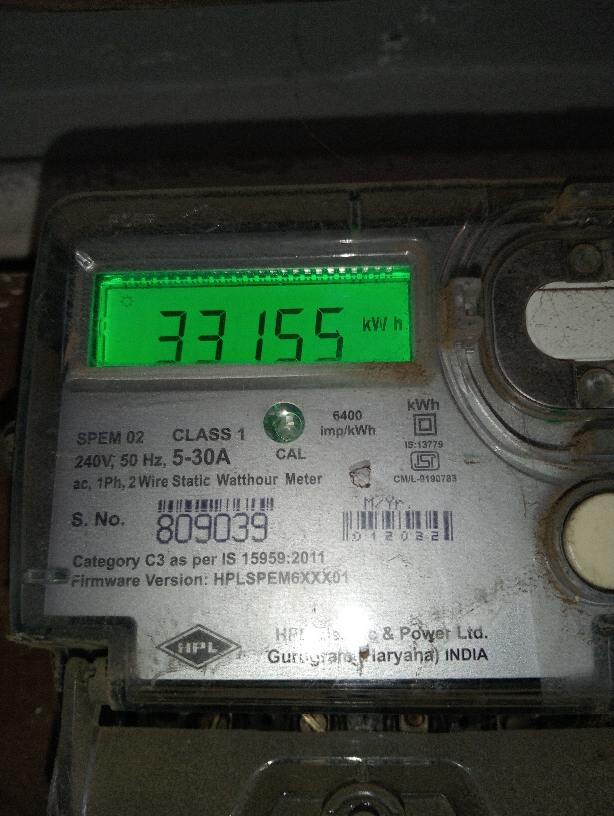 33155 kWh
SPEM 02 CLASS 1 CAL 6400 imp/kWh kWh
IS:13779
240V, 50 Hz, 5-30A
CM/L-9190783
ac, 1Ph, 2 Wire Static Watthour Meter
M/Yr.
S. No. 809039 012022
Category C3 as per IS 15959:2011
Firmware Version: HPLSPEM6XXX01
HPL & Power Ltd.
HPL Gurugram (Haryana) INDIA